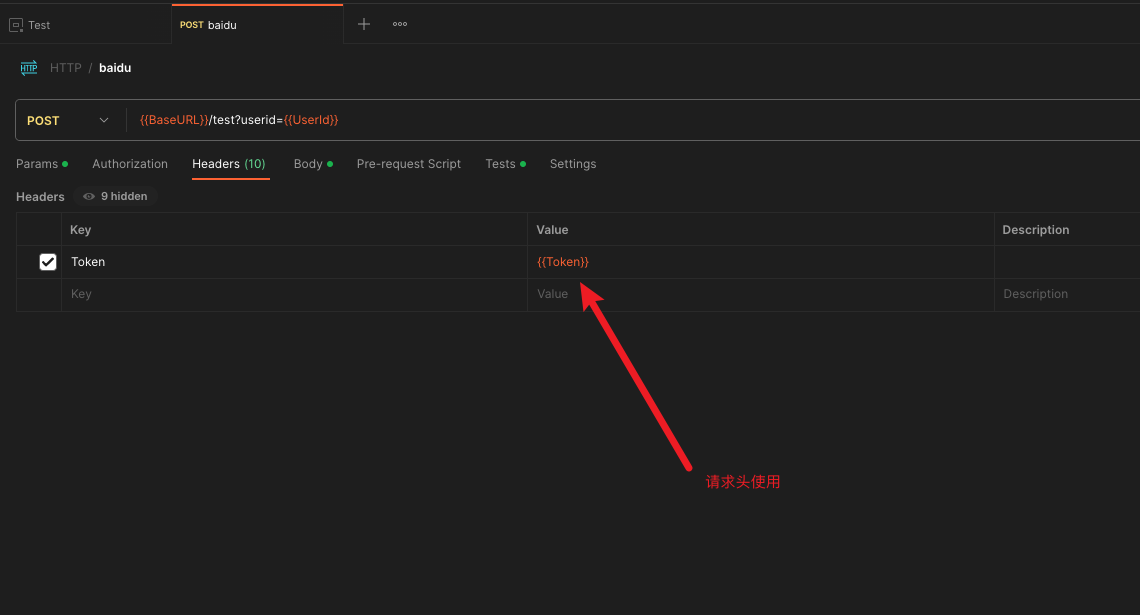 Test
POST baidu
HTTP
HTTP / baidu
POST {{BaseURL}}/test?userid={{UserId}}
Params Authorization Headers (10) Body Pre-request Script Tests Settings
Headers 9 hidden
Key Value Description
Token {{Token}}
Key Value Description
请求头使用